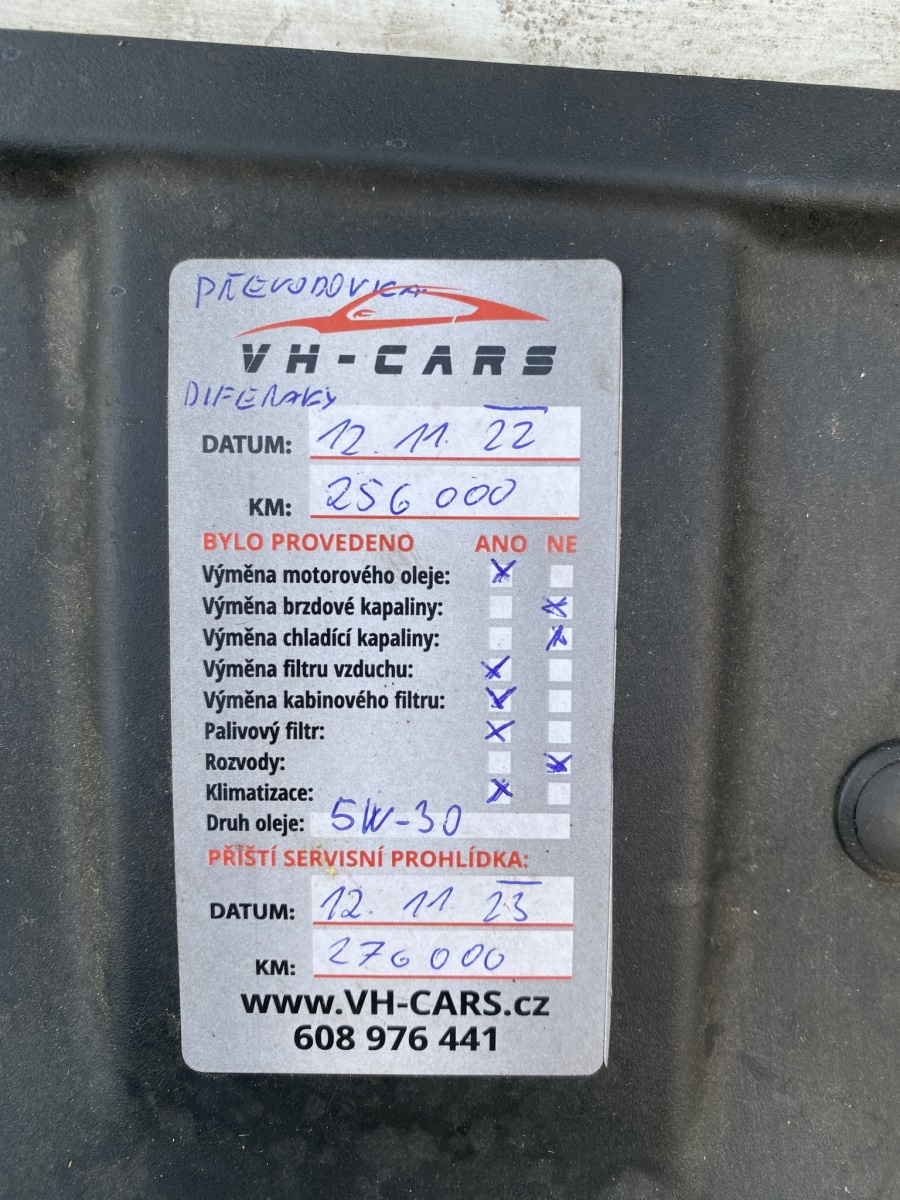 PŘEVODOVKA
VH-CARS
DIFERÁKY
DATUM: 12. 11. 22
KM: 256 000
BYLO PROVEDENO ANO NE
Výměna motorového oleje:
Výměna brzdové kapaliny:
Výměna chladící kapaliny:
Výměna filtru vzduchu:
Výměna kabinového filtru:
Palivový filtr:
Rozvody:
Klimatizace:
Druh oleje: 5W-30
PŘÍŠTÍ SERVISNÍ PROHLÍDKA:
DATUM: 12. 11 23
KM: 276 000
www.VH-CARS.cz
608 976 441